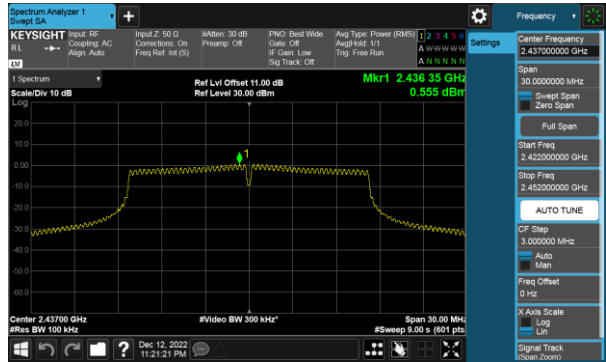 Spectrum Analyzer 1
Swept SA
Frequency
KEYSIGHT
RL
Input: RF
Coupling: AC
Align: Auto
Input Z: 50 Ω
Corrections: On
Freq Ref: Int (S)
#Atten: 30 dB
Preamp: Off
PNO: Best Wide
Gate: Off
IF Gain: Low
Sig Track: Off
Avg Type: Power (RMS)
Avg|Hold: 1/1
Trig: Free Run
1 2 3 4 5 6
A W W W W W
A N N N N N
Settings
1 Spectrum
Scale/Div 10 dB
Ref Lvl Offset 11.00 dB
Ref Level 30.00 dBm
Mkr1 2.436 35 GHz
0.555 dBm
Log
20.0
10.0
0.00
-10.0
-20.0
-30.0
-40.0
-50.0
-60.0
1
Center 2.43700 GHz
#Res BW 100 kHz
#Video BW 300 kHz*
Span 30.00 MHz
#Sweep 9.00 s (601 pts)
Center Frequency
2.437000000 GHz
Span
30.0000000 MHz
Swept Span
Zero Span
Full Span
Start Freq
2.422000000 GHz
Stop Freq
2.452000000 GHz
AUTO TUNE
CF Step
3.000000 MHz
Auto
Man
Freq Offset
0 Hz
X Axis Scale
Log
Lin
Signal Track
(Span Zoom)
?
Dec 12, 2022
11:21:21 PM